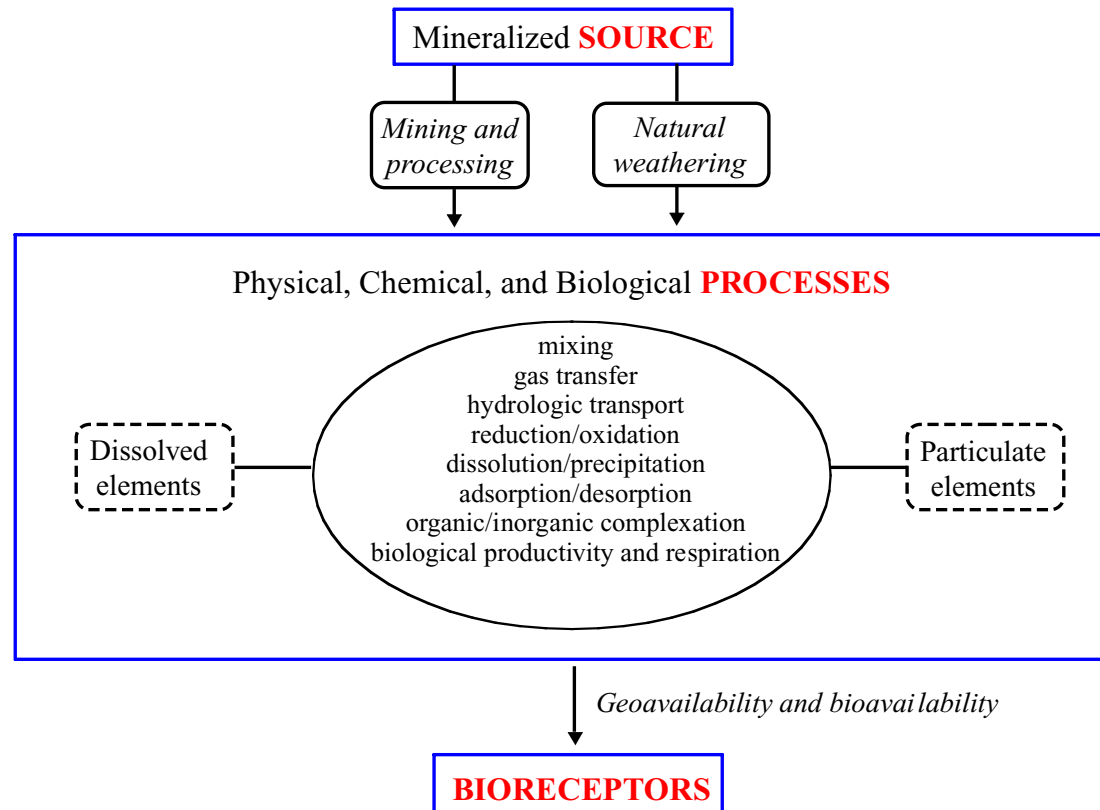 Mineralized SOURCE
Mining and
processing
Natural
weathering
Physical, Chemical, and Biological PROCESSES
mixing
gas transfer
hydrologic transport
reduction/oxidation
dissolution/precipitation
adsorption/desorption
organic/inorganic complexation
biological productivity and respiration
Dissolved
elements
Particulate
elements
Geoavailability and bioavailability
BIORECEPTORS